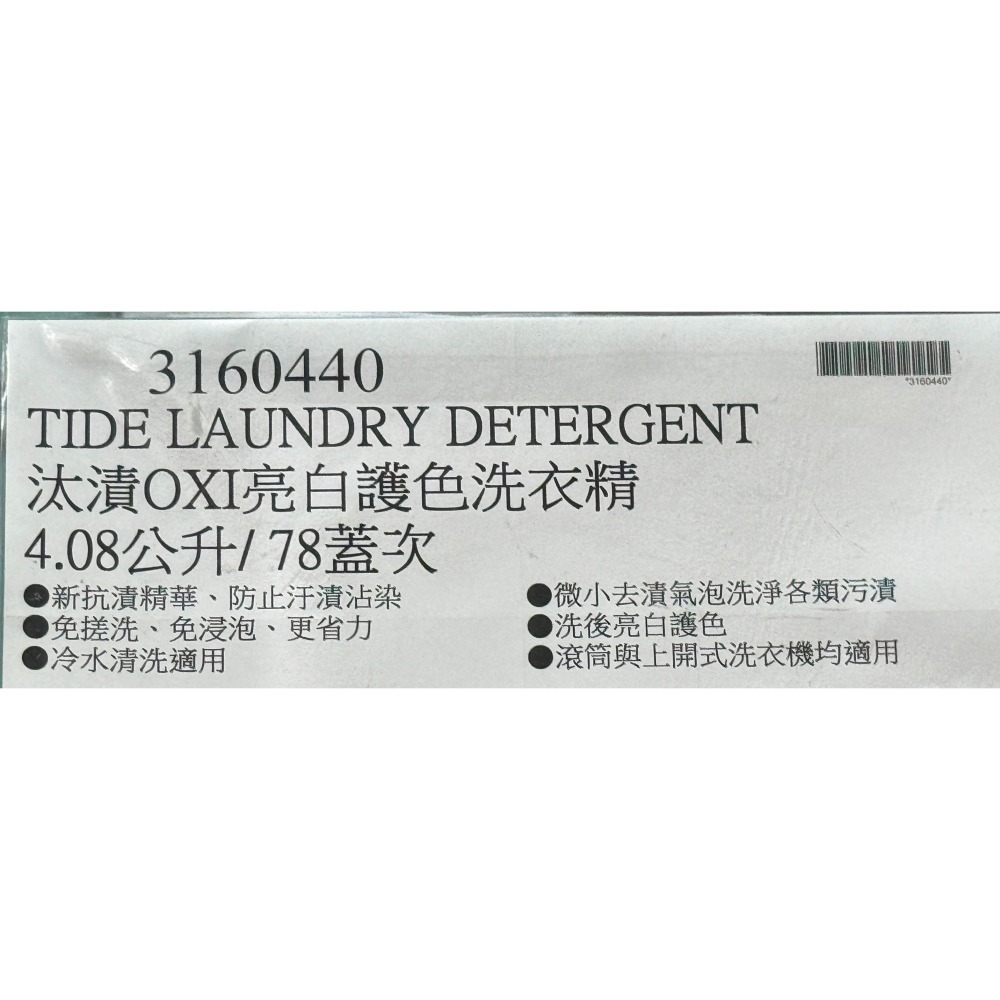 3160440
*3160440*
TIDE LAUNDRY DETERGENT
汰漬OXI亮白護色洗衣精
4.08公升/ 78蓋次
●新抗漬精華、防止汙漬沾染
●免搓洗、免浸泡、更省力
●冷水清洗適用
●微小去漬氣泡洗淨各類污漬
●洗後亮白護色
●滾筒與上開式洗衣機均適用